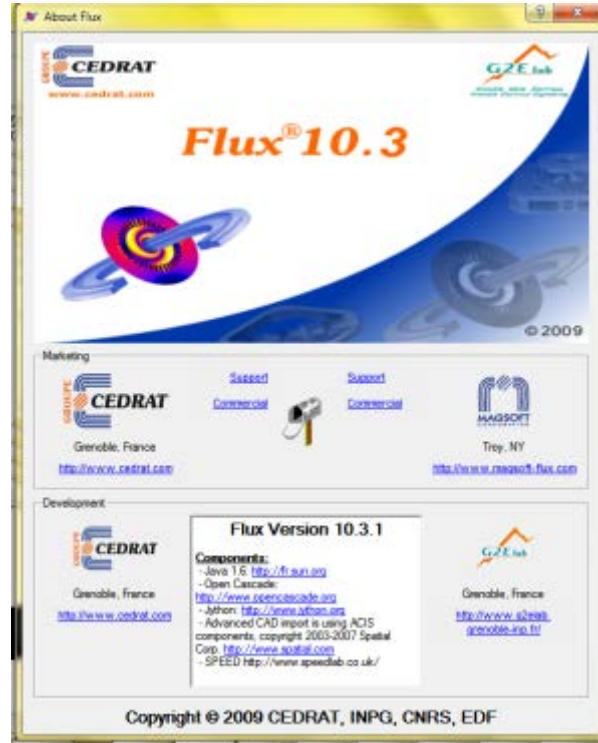 About Flux
GROUPE
CEDRAT
www.cedrat.com
G2E lab
Flux® 10.3
© 2009
Marketing
GROUPE
CEDRAT
Support
Support
Commercial
Commercial
MAGSOFT
CORPORATION
Grenoble, France
Troy, NY
http://www.cedrat.com
http://www.magsoft-flux.com
Development
GROUPE
CEDRAT
Grenoble, France
http://www.cedrat.com
Flux Version 10.3.1
Components:
- Java 1.6: http://fr.sun.org
- Open Cascade:
http://www.opencascade.org
- Jython: http://www.jython.org
- Advanced CAD import is using ACIS
components, copyright 2003-2007 Spatial
Corp. http://www.spatial.com
- SPEED http://www.speedlab.co.uk/
G2E lab
Grenoble, France
http://www.g2elab.
grenoble-inp.fr/
Copyright © 2009 CEDRAT, INPG, CNRS, EDF